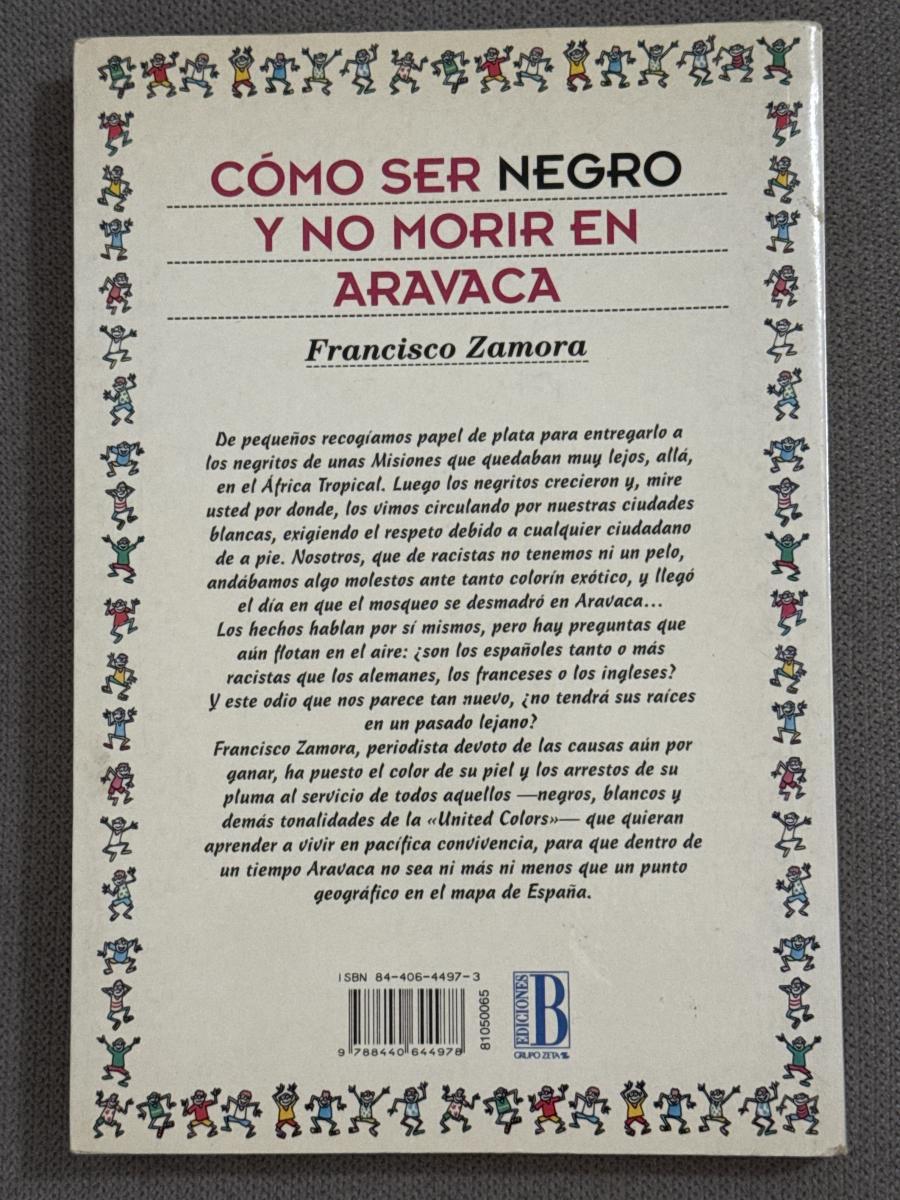 CÓMO SER NEGRO
Y NO MORIR EN
ARAVACA
Francisco Zamora
De pequeños recogíamos papel de plata para entregarlo a
los negritos de unas Misiones que quedaban muy lejos, allá,
en el África Tropical. Luego los negritos crecieron y, mire
usted por donde, los vimos circulando por nuestras ciudades
blancas, exigiendo el respeto debido a cualquier ciudadano
de a pie. Nosotros, que de racistas no tenemos ni un pelo,
andábamos algo molestos ante tanto colorín exótico, y llegó
el día en que el mosqueo se desmadró en Aravaca...
Los hechos hablan por sí mismos, pero hay preguntas que
aún flotan en el aire: ¿son los españoles tanto o más
racistas que los alemanes, los franceses o los ingleses?
Y este odio que nos parece tan nuevo, ¿no tendrá sus raíces
en un pasado lejano?
Francisco Zamora, periodista devoto de las causas aún por
ganar, ha puesto el color de su piel y los arrestos de su
pluma al servicio de todos aquellos —negros, blancos y
demás tonalidades de la «United Colors»— que quieran
aprender a vivir en pacífica convivencia, para que dentro de
un tiempo Aravaca no sea ni más ni menos que un punto
geográfico en el mapa de España.
ISBN 84-406-4497-3
9 788440 644978
81050065
EDICIONES B
GRUPO ZETA